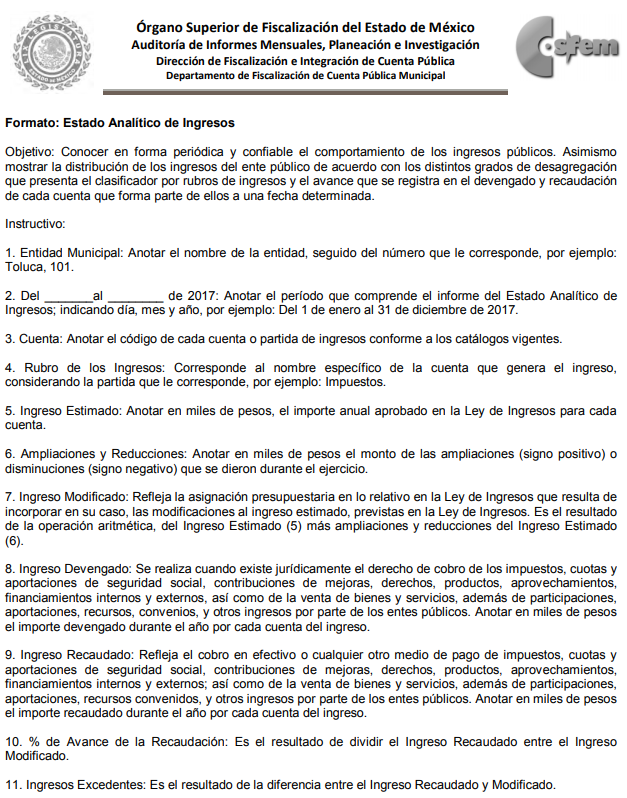 Órgano Superior de Fiscalización del Estado de México
Auditoría de Informes Mensuales, Planeación e Investigación
Dirección de Fiscalización e Integración de Cuenta Pública
Departamento de Fiscalización de Cuenta Pública Municipal
osfem
Formato: Estado Analítico de Ingresos
Objetivo: Conocer en forma periódica y confiable el comportamiento de los ingresos públicos. Asimismo
mostrar la distribución de los ingresos del ente público de acuerdo con los distintos grados de desagregación
que presenta el clasificador por rubros de ingresos y el avance que se registra en el devengado y recaudación
de cada cuenta que forma parte de ellos a una fecha determinada.
Instructivo:
1. Entidad Municipal: Anotar el nombre de la entidad, seguido del número que le corresponde, por ejemplo:
Toluca, 101.
2. Del _______al ________ de 2017: Anotar el período que comprende el informe del Estado Analítico de
Ingresos; indicando día, mes y año, por ejemplo: Del 1 de enero al 31 de diciembre de 2017.
3. Cuenta: Anotar el código de cada cuenta o partida de ingresos conforme a los catálogos vigentes.
4. Rubro de los Ingresos: Corresponde al nombre específico de la cuenta que genera el ingreso,
considerando la partida que le corresponde, por ejemplo: Impuestos.
5. Ingreso Estimado: Anotar en miles de pesos, el importe anual aprobado en la Ley de Ingresos para cada
cuenta.
6. Ampliaciones y Reducciones: Anotar en miles de pesos el monto de las ampliaciones (signo positivo) o
disminuciones (signo negativo) que se dieron durante el ejercicio.
7. Ingreso Modificado: Refleja la asignación presupuestaria en lo relativo en la Ley de Ingresos que resulta de
incorporar en su caso, las modificaciones al ingreso estimado, previstas en la Ley de Ingresos. Es el resultado
de la operación aritmética, del Ingreso Estimado (5) más ampliaciones y reducciones del Ingreso Estimado
(6).
8. Ingreso Devengado: Se realiza cuando existe jurídicamente el derecho de cobro de los impuestos, cuotas y
aportaciones de seguridad social, contribuciones de mejoras, derechos, productos, aprovechamientos,
financiamientos internos y externos, así como de la venta de bienes y servicios, además de participaciones,
aportaciones, recursos, convenios, y otros ingresos por parte de los entes públicos. Anotar en miles de pesos
el importe devengado durante el año por cada cuenta del ingreso.
9. Ingreso Recaudado: Refleja el cobro en efectivo o cualquier otro medio de pago de impuestos, cuotas y
aportaciones de seguridad social, contribuciones de mejoras, derechos, productos, aprovechamientos,
financiamientos internos y externos; así como de la venta de bienes y servicios, además de participaciones,
aportaciones, recursos convenidos, y otros ingresos por parte de los entes públicos. Anotar en miles de pesos
el importe recaudado durante el año por cada cuenta del ingreso.
10. % de Avance de la Recaudación: Es el resultado de dividir el Ingreso Recaudado entre el Ingreso
Modificado.
11. Ingresos Excedentes: Es el resultado de la diferencia entre el Ingreso Recaudado y Modificado.